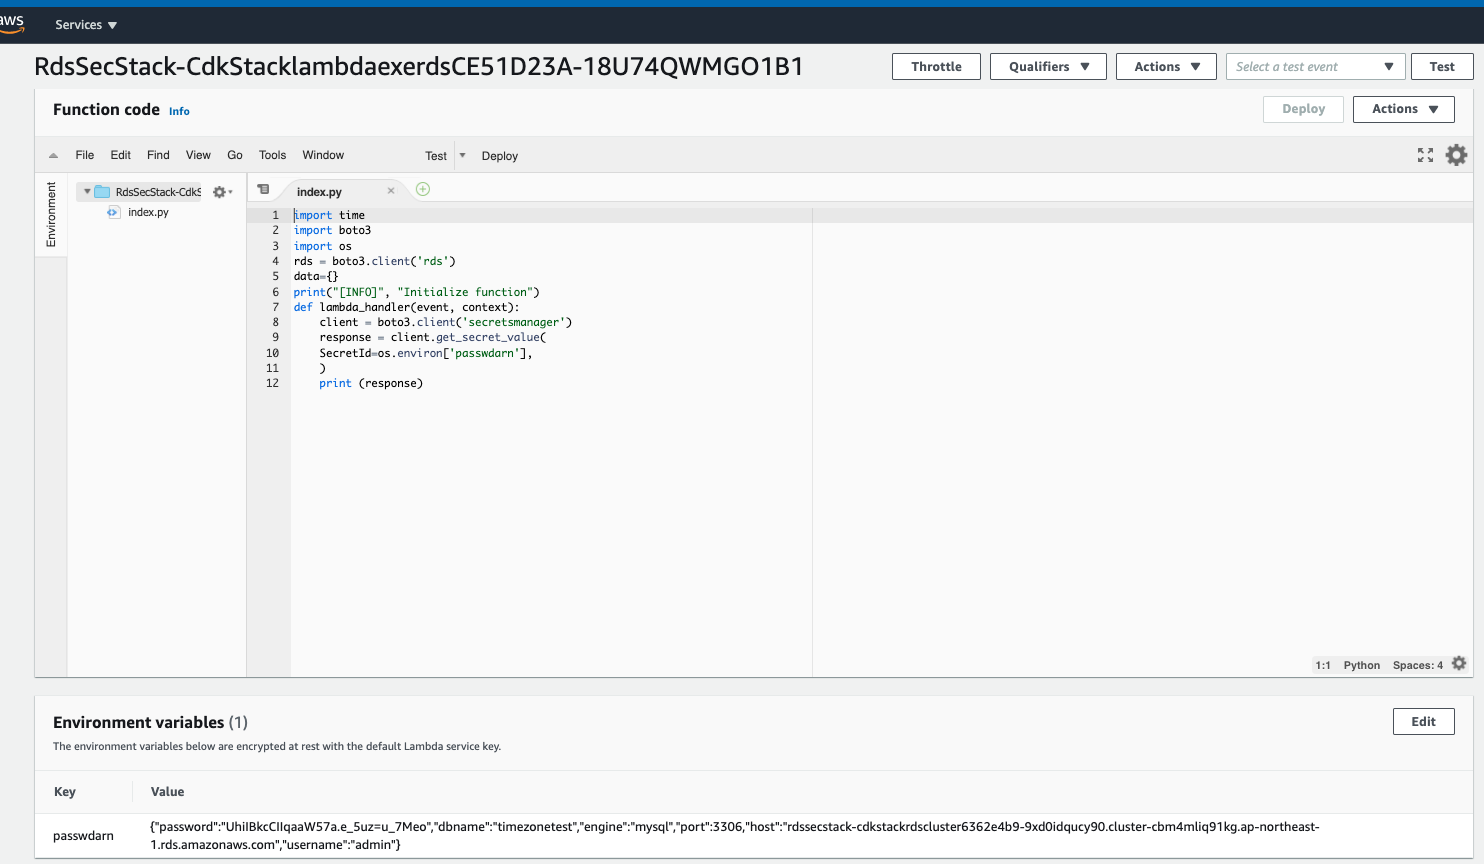 aws
Services ▼
RdsSecStack-CdkStacklambdaexerdsCE51D23A-18U74QWMGO1B1
Throttle Qualifiers ▼ Actions ▼ Select a test event ▼ Test
Function code Info
Deploy Actions ▼
File Edit Find View Go Tools Window Test Deploy
Environment
RdsSecStack-CdkS
index.py
index.py ×
1 import time
2 import boto3
3 import os
4 rds = boto3.client('rds')
5 data={}
6 print("[INFO]", "Initialize function")
7 def lambda_handler(event, context):
8 client = boto3.client('secretsmanager')
9 response = client.get_secret_value(
10 SecretId=os.environ['passwdarn'],
11 )
12 print (response)
1:1 Python Spaces: 4
Environment variables (1)
Edit
The environment variables below are encrypted at rest with the default Lambda service key.
Key Value
passwdarn
{"password":"UhiIBkcCIIqaaW57a.e_5uz=u_7Meo","dbname":"timezonetest","engine":"mysql","port":3306,"host":"rdssecstack-cdkstackrdscluster6362e4b9-9xd0idqucy90.cluster-cbm4mliq91kg.ap-northeast-
1.rds.amazonaws.com","username":"admin"}